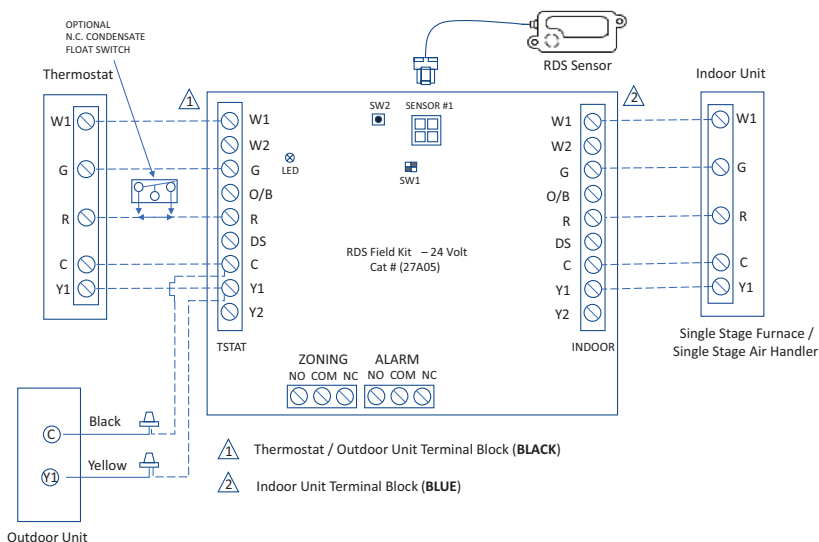 OPTIONAL
N.C. CONDENSATE
FLOAT SWITCH
Thermostat
W1
G
R
C
Y1
1
W1
W2
G
O/B
R
DS
C
Y1
Y2
TSTAT
LED
SW2
SENSOR #1
SW1
RDS Sensor
RDS Field Kit – 24 Volt
Cat # (27A05)
ZONING
NO COM NC
ALARM
NO COM NC
2
W1
W2
G
O/B
R
DS
C
Y1
Y2
INDOOR
Indoor Unit
W1
G
R
C
Y1
Single Stage Furnace /
Single Stage Air Handler
C
Black
Y1
Yellow
Outdoor Unit
1 Thermostat / Outdoor Unit Terminal Block (BLACK)
2 Indoor Unit Terminal Block (BLUE)